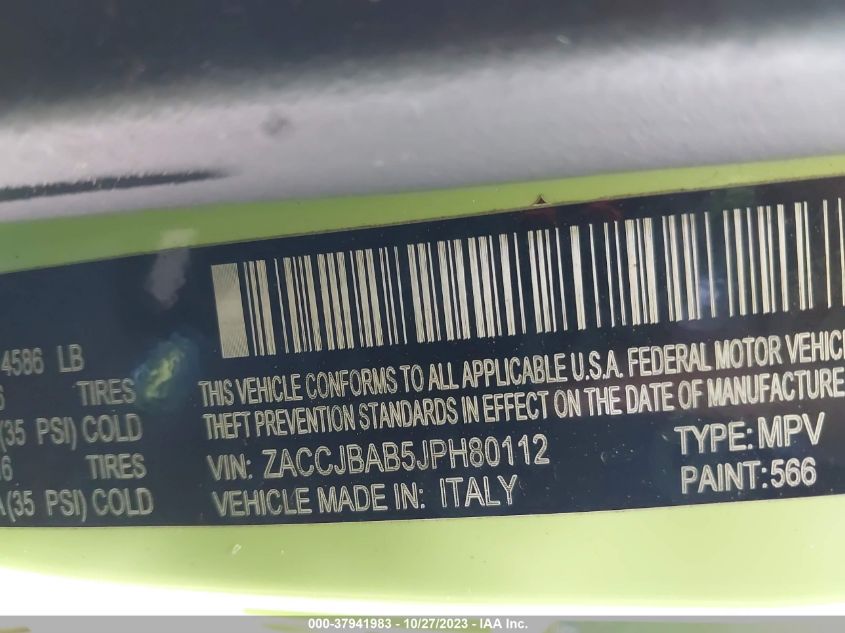 4586 LB
TIRES
(35 PSI) COLD
TIRES
(35 PSI) COLD
THIS VEHICLE CONFORMS TO ALL APPLICABLE U.S.A. FEDERAL MOTOR VEHIC
THEFT PREVENTION STANDARDS IN EFFECT ON THE DATE OF MANUFACTURE
VIN: ZACCJBAB5JPH80112
TYPE: MPV
VEHICLE MADE IN: ITALY
PAINT: 566
000-37941983 / 10/27/2023 - IAA Inc.